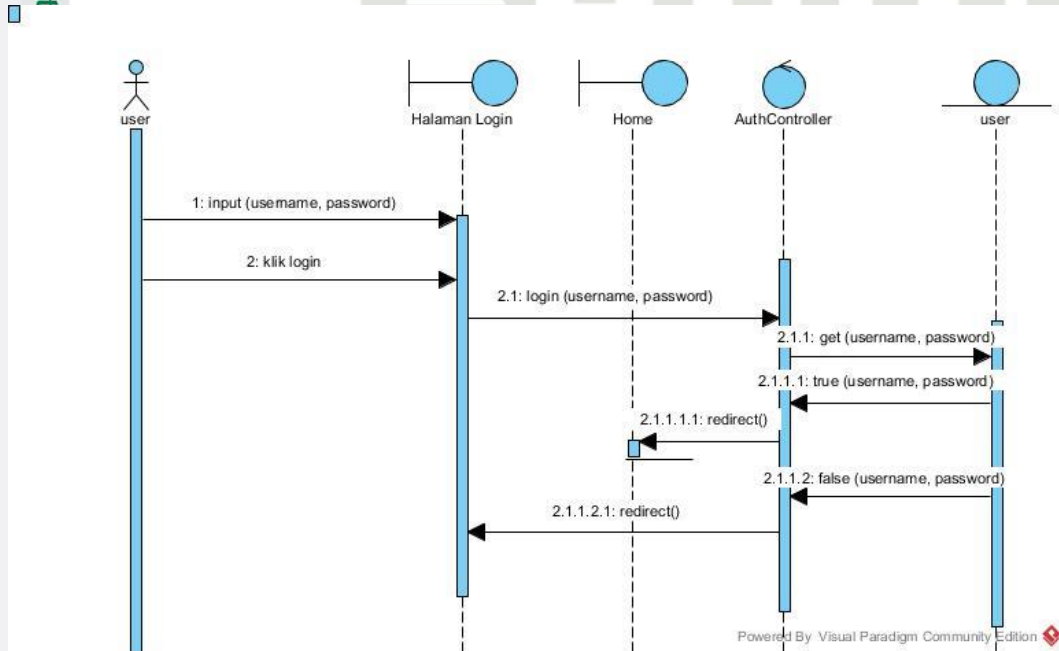 user
Halaman Login
Home
AuthController
user
1: input (username, password)
2: klik login
2.1: login (username, password)
2.1.1: get (username, password)
2.1.1.1: true (username, password)
2.1.1.1.1: redirect()
2.1.1.2: false (username, password)
2.1.1.2.1: redirect()
Powered By Visual Paradigm Community Edition